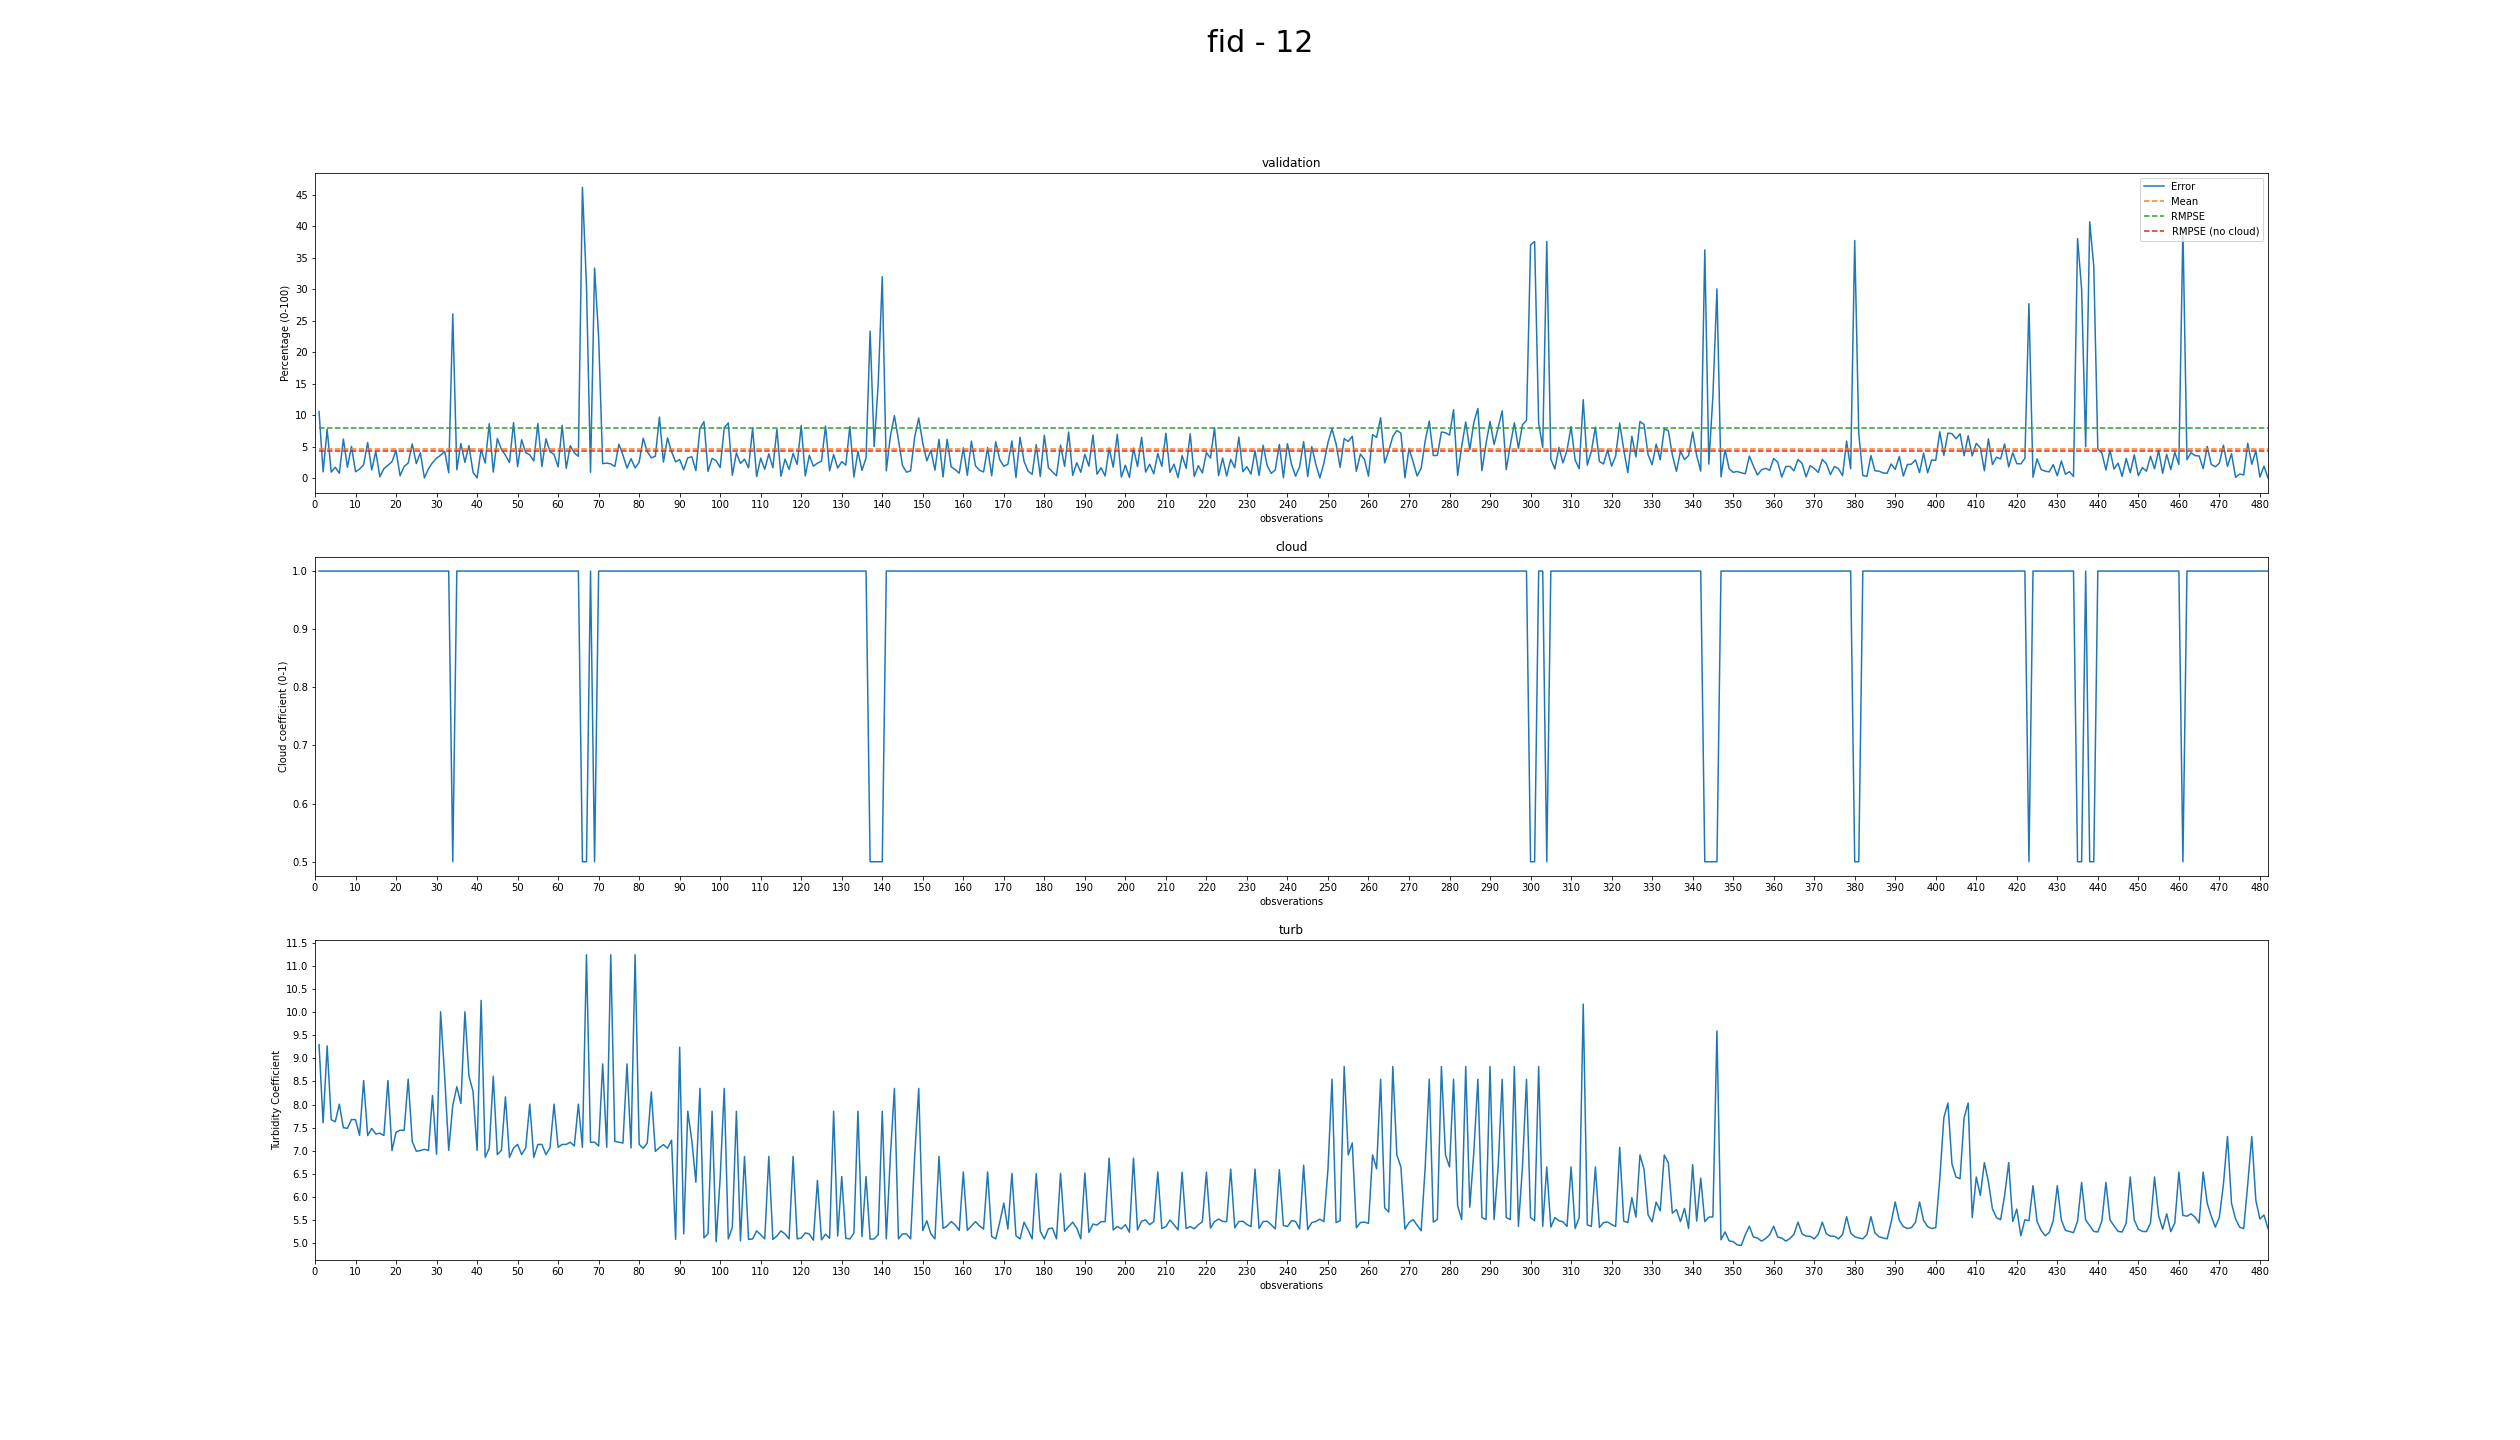 fid - 12
validation
Percentage (0-100)
45
40
35
30
25
20
15
10
5
0
Error
Mean
RMPSE
RMPSE (no cloud)
0 10 20 30 40 50 60 70 80 90 100 110 120 130 140 150 160 170 180 190 200 210 220 230 240 250 260 270 280 290 300 310 320 330 340 350 360 370 380 390 400 410 420 430 440 450 460 470 480
obsverations
cloud
Cloud coefficient (0-1)
1.0
0.9
0.8
0.7
0.6
0.5
0 10 20 30 40 50 60 70 80 90 100 110 120 130 140 150 160 170 180 190 200 210 220 230 240 250 260 270 280 290 300 310 320 330 340 350 360 370 380 390 400 410 420 430 440 450 460 470 480
obsverations
turb
Turbidity Coefficient
11.5
11.0
10.5
10.0
9.5
9.0
8.5
8.0
7.5
7.0
6.5
6.0
5.5
5.0
0 10 20 30 40 50 60 70 80 90 100 110 120 130 140 150 160 170 180 190 200 210 220 230 240 250 260 270 280 290 300 310 320 330 340 350 360 370 380 390 400 410 420 430 440 450 460 470 480
obsverations